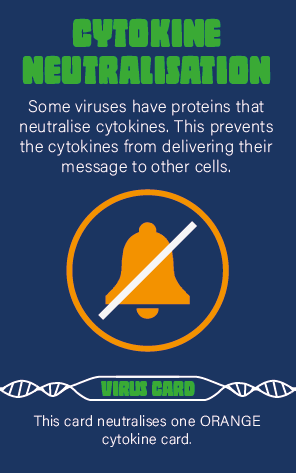 CYTOKINE
NEUTRALISATION
Some viruses have proteins that
neutralise cytokines. This prevents
the cytokines from delivering their
message to other cells.
VIRUS CARD
This card neutralises one ORANGE
cytokine card.